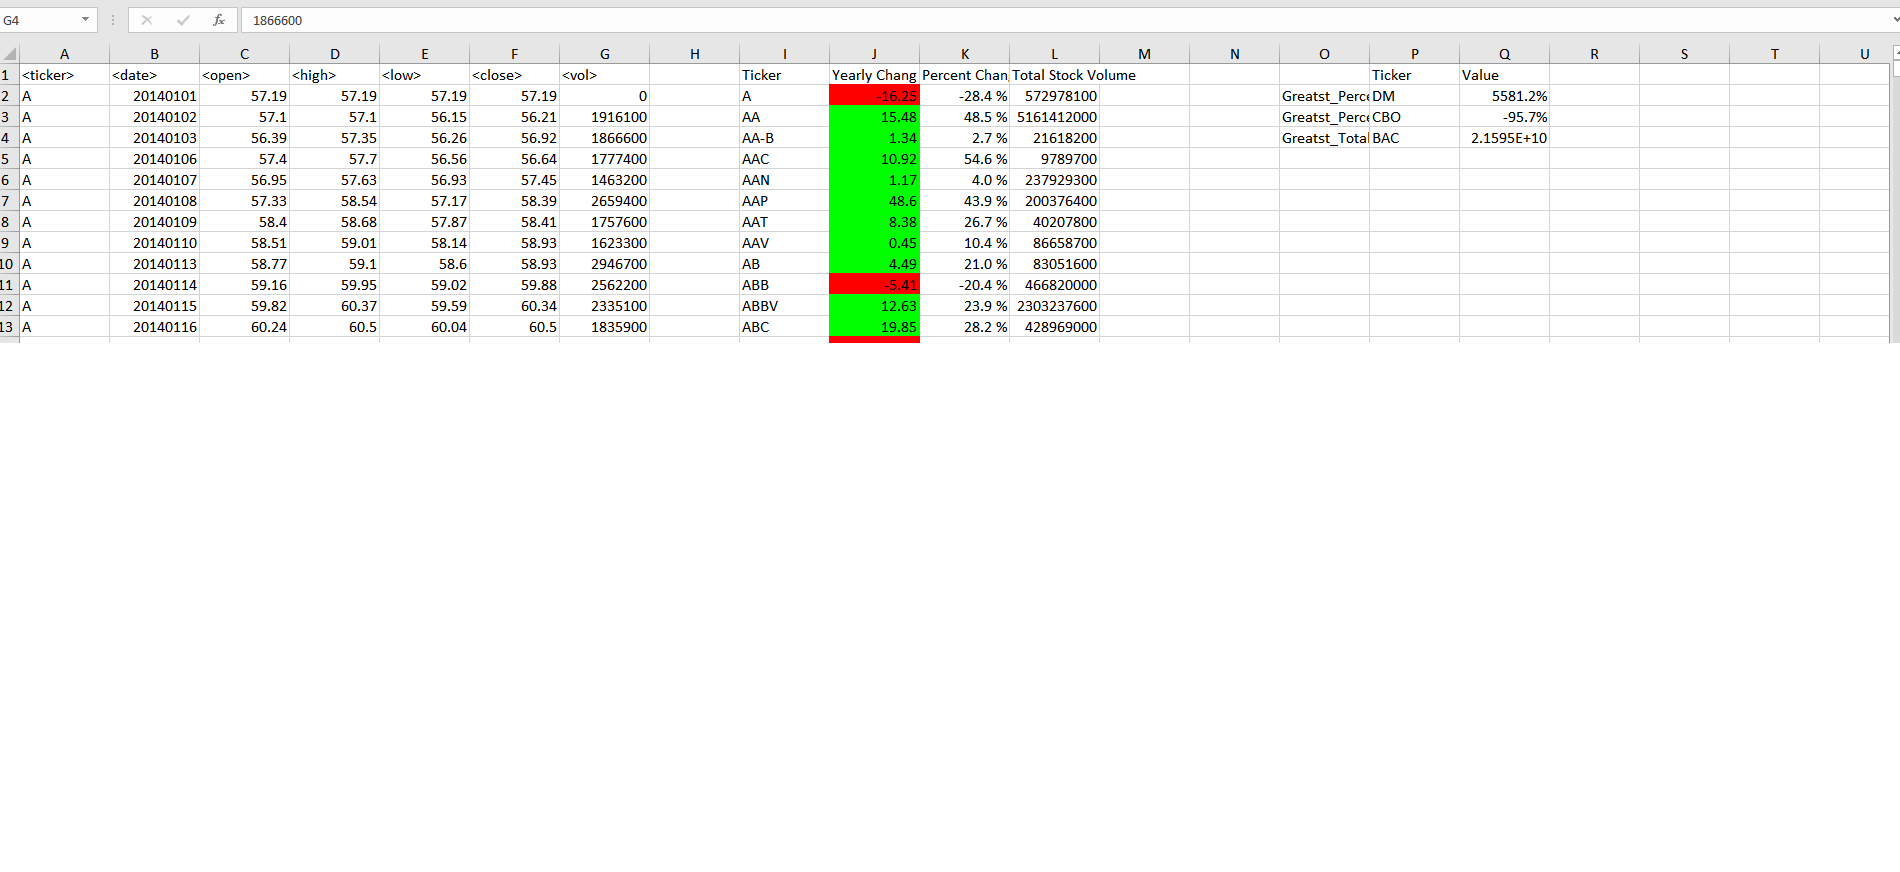 G4 fx 1866600
A B C D E F G H I J K L M N O P Q R S T U
1 <ticker> <date> <open> <high> <low> <close> <vol> Ticker Yearly Chang Percent Chan Total Stock Volume Ticker Value
2 A 20140101 57.19 57.19 57.19 57.19 0 A -16.25 -28.4 % 572978100 Greatst_Perce DM 5581.2%
3 A 20140102 57.1 57.1 56.15 56.21 1916100 AA 15.48 48.5 % 5161412000 Greatst_Perce CBO -95.7%
4 A 20140103 56.39 57.35 56.26 56.92 1866600 AA-B 1.34 2.7 % 21618200 Greatst_Total BAC 2.1595E+10
5 A 20140106 57.4 57.7 56.56 56.64 1777400 AAC 10.92 54.6 % 9789700
6 A 20140107 56.95 57.63 56.93 57.45 1463200 AAN 1.17 4.0 % 237929300
7 A 20140108 57.33 58.54 57.17 58.39 2659400 AAP 48.6 43.9 % 200376400
8 A 20140109 58.4 58.68 57.87 58.41 1757600 AAT 8.38 26.7 % 40207800
9 A 20140110 58.51 59.01 58.14 58.93 1623300 AAV 0.45 10.4 % 86658700
10 A 20140113 58.77 59.1 58.6 58.93 2946700 AB 4.49 21.0 % 83051600
11 A 20140114 59.16 59.95 59.02 59.88 2562200 ABB -5.41 -20.4 % 466820000
12 A 20140115 59.82 60.37 59.59 60.34 2335100 ABBV 12.63 23.9 % 2303237600
13 A 20140116 60.24 60.5 60.04 60.5 1835900 ABC 19.85 28.2 % 428969000